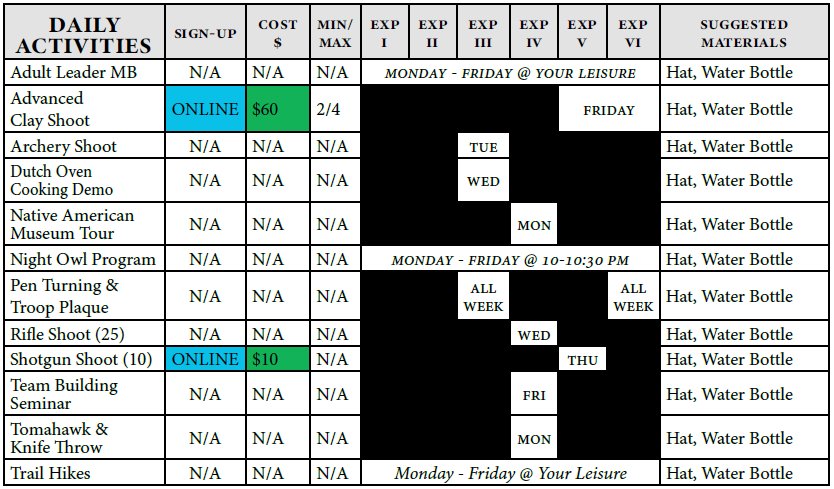 DAILY ACTIVITIES SIGN-UP COST $ MIN/MAX EXP I EXP II EXP III EXP IV EXP V EXP VI SUGGESTED MATERIALS
Adult Leader MB N/A N/A N/A MONDAY - FRIDAY @ YOUR LEISURE Hat, Water Bottle
Advanced Clay Shoot ONLINE $60 2/4 FRIDAY Hat, Water Bottle
Archery Shoot N/A N/A N/A TUE Hat, Water Bottle
Dutch Oven Cooking Demo N/A N/A N/A WED Hat, Water Bottle
Native American Museum Tour N/A N/A N/A MON Hat, Water Bottle
Night Owl Program N/A N/A N/A MONDAY - FRIDAY @ 10-10:30 PM Hat, Water Bottle
Pen Turning & Troop Plaque N/A N/A N/A ALL WEEK ALL WEEK Hat, Water Bottle
Rifle Shoot (25) N/A N/A N/A WED Hat, Water Bottle
Shotgun Shoot (10) ONLINE $10 N/A THU Hat, Water Bottle
Team Building Seminar N/A N/A N/A FRI Hat, Water Bottle
Tomahawk & Knife Throw N/A N/A N/A MON Hat, Water Bottle
Trail Hikes N/A N/A N/A Monday - Friday @ Your Leisure Hat, Water Bottle